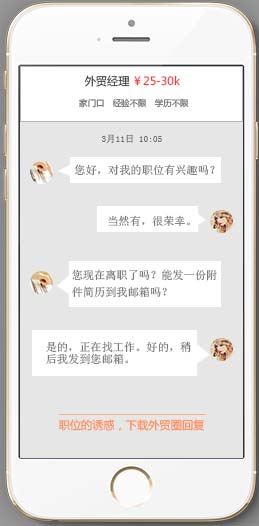 外贸经理 ￥25-30k
家门口 经验不限 学历不限
3月11日 10:05
您好，对我的职位有兴趣吗？
当然有，很荣幸。
您现在离职了吗？能发一份附
件简历到我邮箱吗？
是的，正在找工作。好的，稍
后我发到您邮箱。
职位的诱惑，下载外贸圈回复